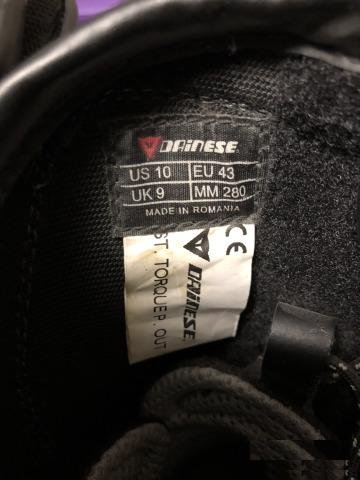 DAINESE
US 10 EU 43
UK 9 MM 280
MADE IN ROMANIA
CE
DAINESE
ST. TORQUE P. OUT